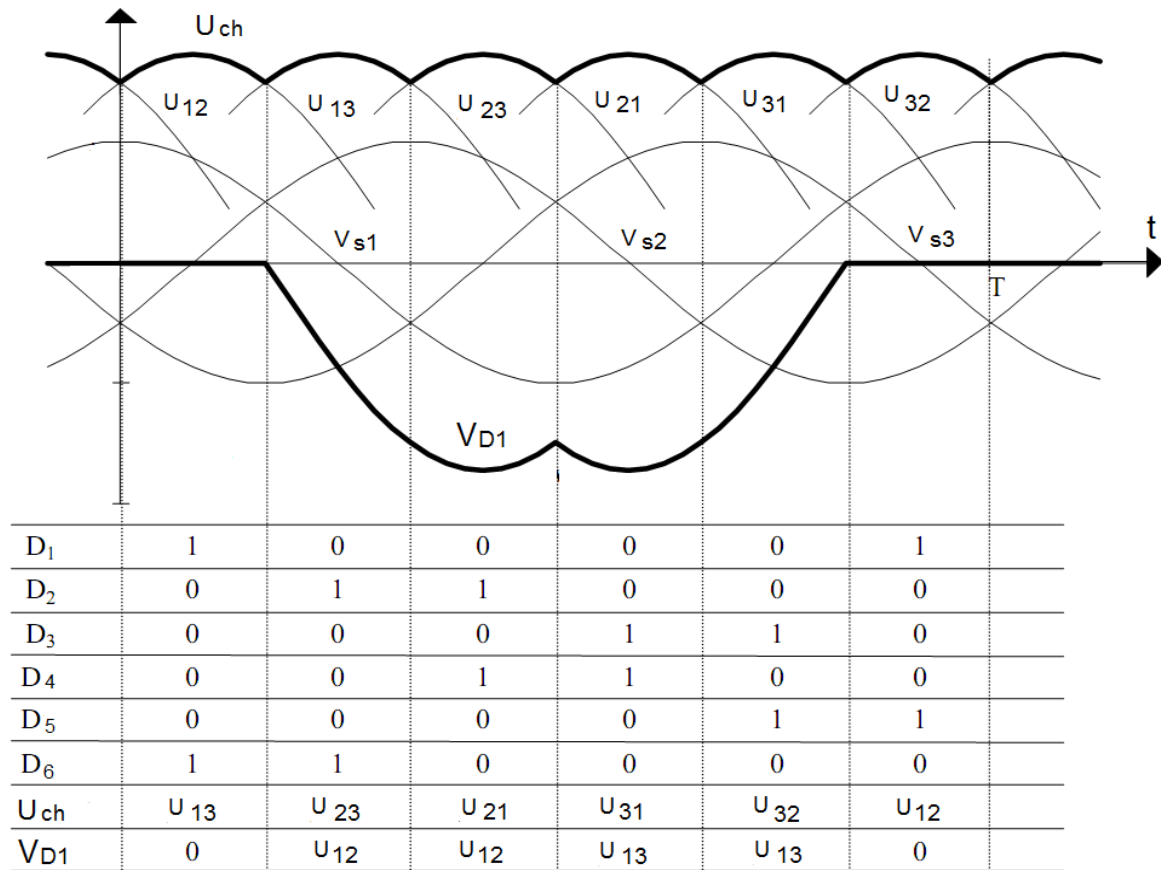 U ch
U 12 U 13 U 23 U 21 U 31 U 32
V s1 V s2 V s3 t
T
V D1
D1 1 0 0 0 0 1
D2 0 1 1 0 0 0
D3 0 0 0 1 1 0
D4 0 0 1 1 0 0
D5 0 0 0 0 1 1
D6 1 1 0 0 0 0
U ch U 13 U 23 U 21 U 31 U 32 U 12
V D1 0 U 12 U 12 U 13 U 13 0